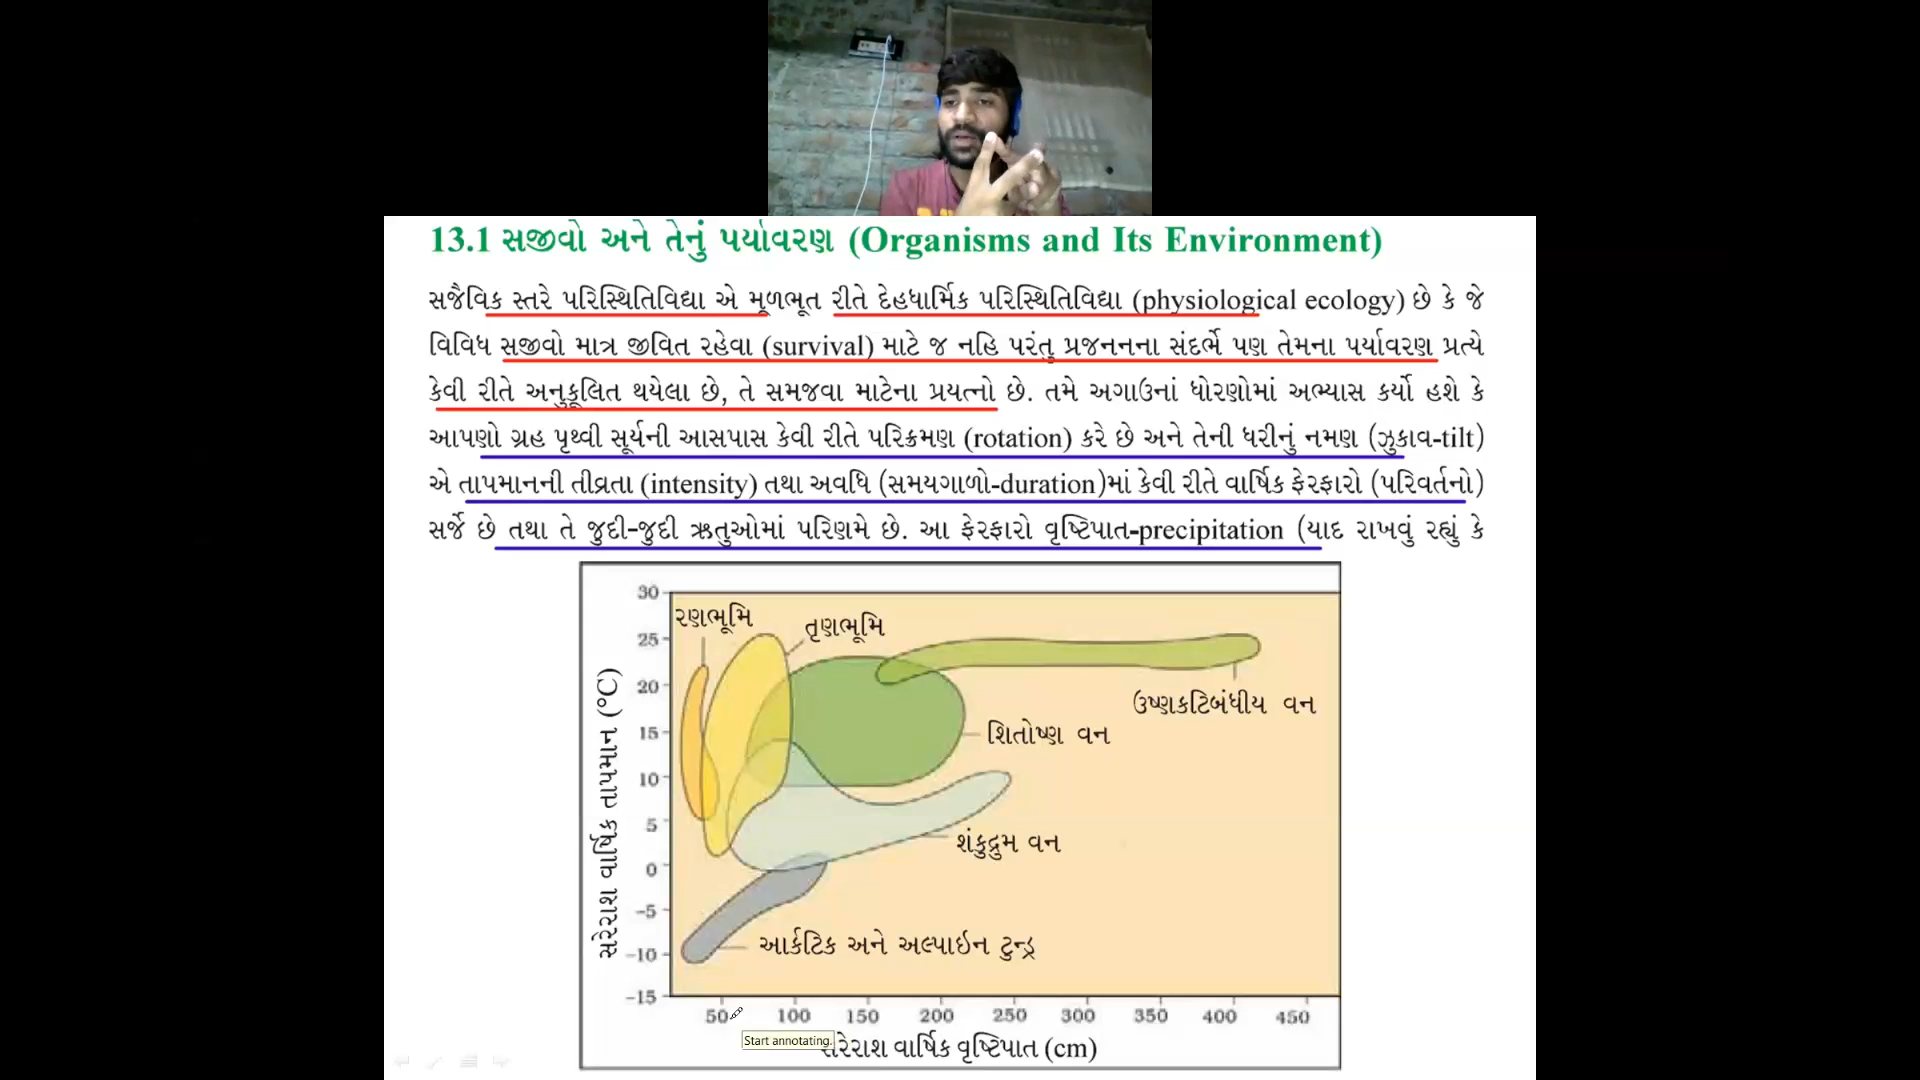 13.1 સજીવો અને તેનું પર્યાવરણ (Organisms and Its Environment)
સજૈવિક સ્તરે પરિસ્થિતિવિદ્યા એ મૂળભૂત રીતે દેહધાર્મિક પરિસ્થિતિવિદ્યા (physiological ecology) છે કે જે
વિવિધ સજીવો માત્ર જીવિત રહેવા (survival) માટે જ નહિ પરંતુ પ્રજનનના સંદર્ભે પણ તેમના પર્યાવરણ પ્રત્યે
કેવી રીતે અનુકૂલિત થયેલા છે, તે સમજવા માટેના પ્રયત્નો છે. તમે અગાઉનાં ધોરણોમાં અભ્યાસ કર્યો હશે કે
આપણો ગ્રહ પૃથ્વી સૂર્યની આસપાસ કેવી રીતે પરિક્રમણ (rotation) કરે છે અને તેની ધરીનું નમણ (ઝુકાવ-tilt)
એ તાપમાનની તીવ્રતા (intensity) તથા અવધિ (સમયગાળો-duration)માં કેવી રીતે વાર્ષિક ફેરફારો (પરિવર્તનો)
સર્જે છે તથા તે જુદી-જુદી ઋતુઓમાં પરિણમે છે. આ ફેરફારો વૃષ્ટિપાત-precipitation (યાદ રાખવું રહ્યું કે
30
રણભૂમિ
તૃણભૂમિ
25
20
ઉષ્ણકટિબંધીય વન
15
શિતોષ્ણ વન
10
5
શંકુદ્રુમ વન
0
-5
આર્કટિક અને અલ્પાઇન ટુન્ડ્ર
-10
-15
સરેરાશ વાર્ષિક તાપમાન (°C)
50 100 150 200 250 300 350 400 450
Start annotating.
સરેરાશ વાર્ષિક વૃષ્ટિપાત (cm)